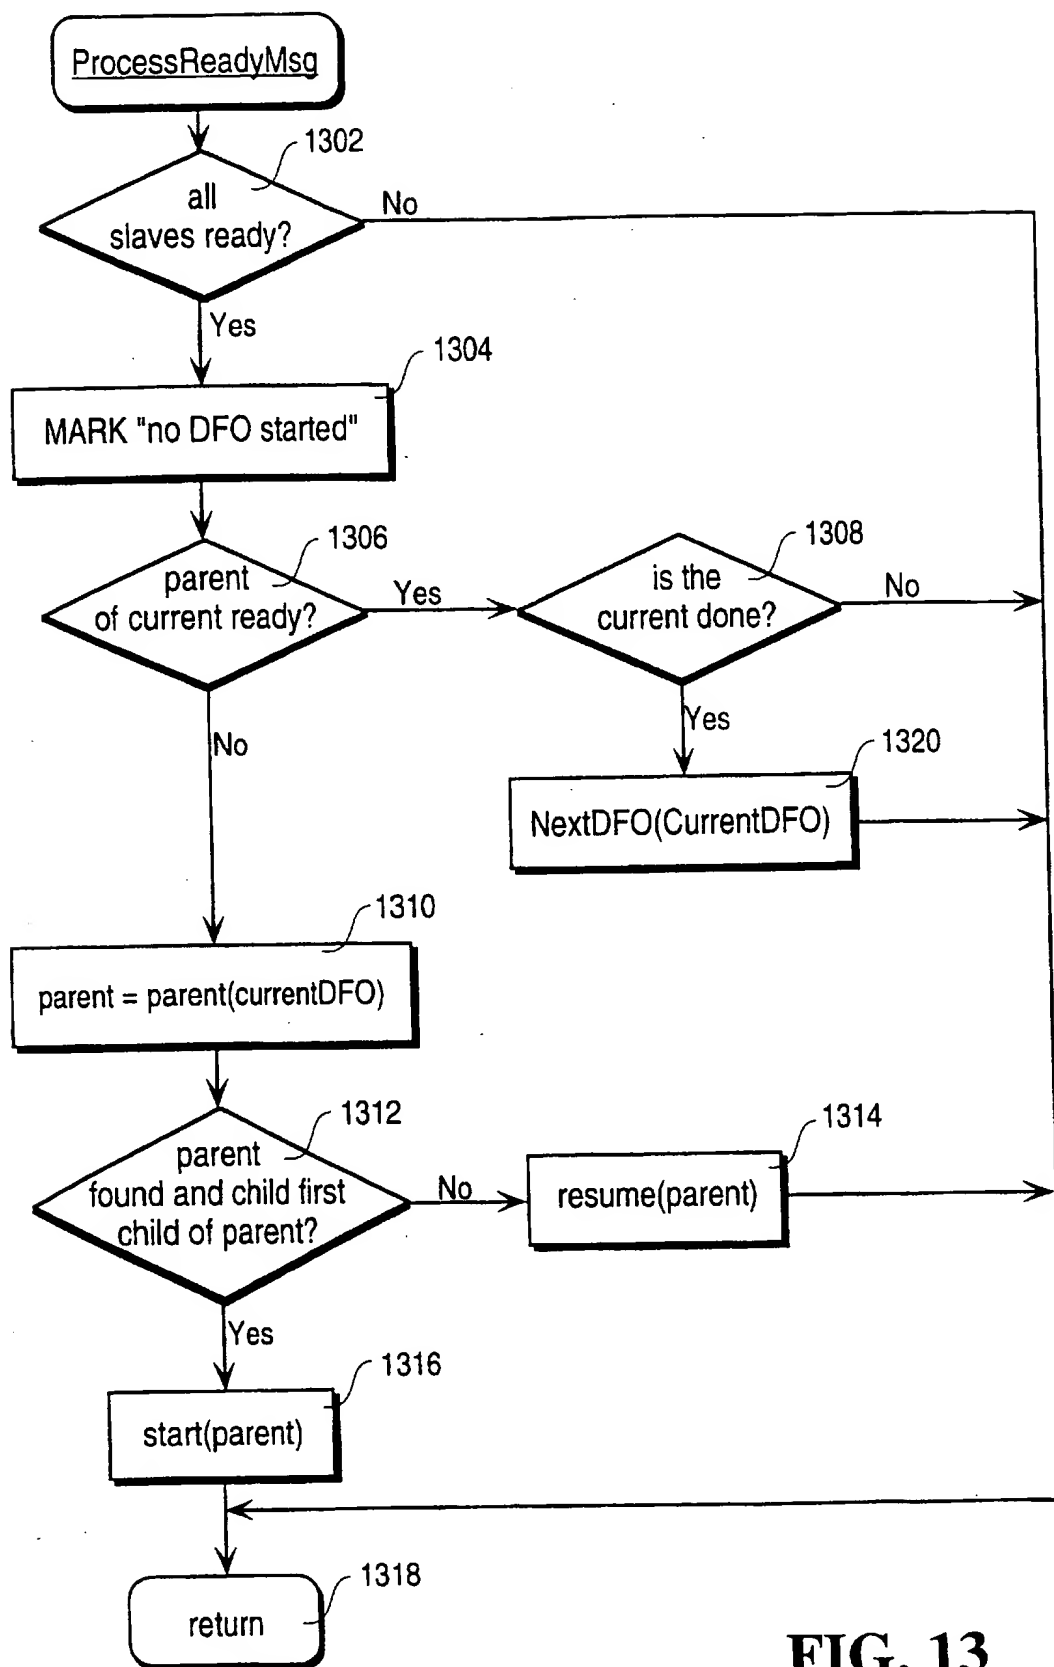 ProcessReadyMsg
1302
all
slaves ready?
No
Yes
1304
MARK "no DFO started"
1306
parent
of current ready?
Yes
1308
is the
current done?
No
Yes
No
1320
NextDFO(CurrentDFO)
1310
parent = parent(currentDFO)
1312
parent
found and child first
child of parent?
No
1314
resume(parent)
Yes
1316
start(parent)
1318
return
FIG. 13